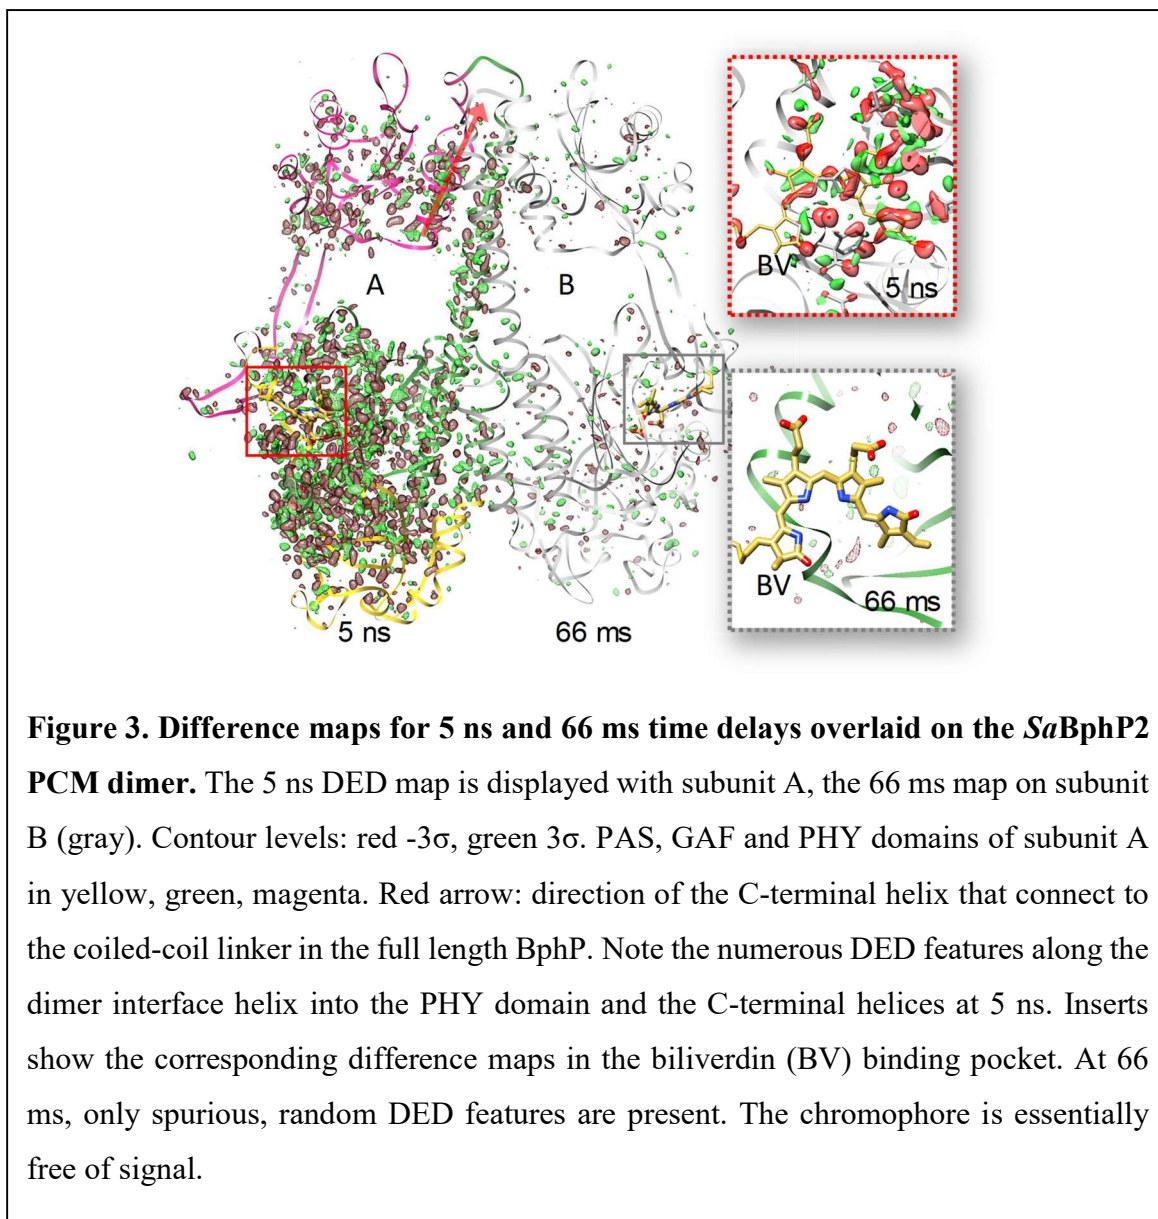 A
B
5 ns
66 ms
BV
5 ns
BV
66 ms
Figure 3. Difference maps for 5 ns and 66 ms time delays overlaid on the SaBphP2
PCM dimer. The 5 ns DED map is displayed with subunit A, the 66 ms map on subunit
B (gray). Contour levels: red -3σ, green 3σ. PAS, GAF and PHY domains of subunit A
in yellow, green, magenta. Red arrow: direction of the C-terminal helix that connect to
the coiled-coil linker in the full length BphP. Note the numerous DED features along the
dimer interface helix into the PHY domain and the C-terminal helices at 5 ns. Inserts
show the corresponding difference maps in the biliverdin (BV) binding pocket. At 66
ms, only spurious, random DED features are present. The chromophore is essentially
free of signal.